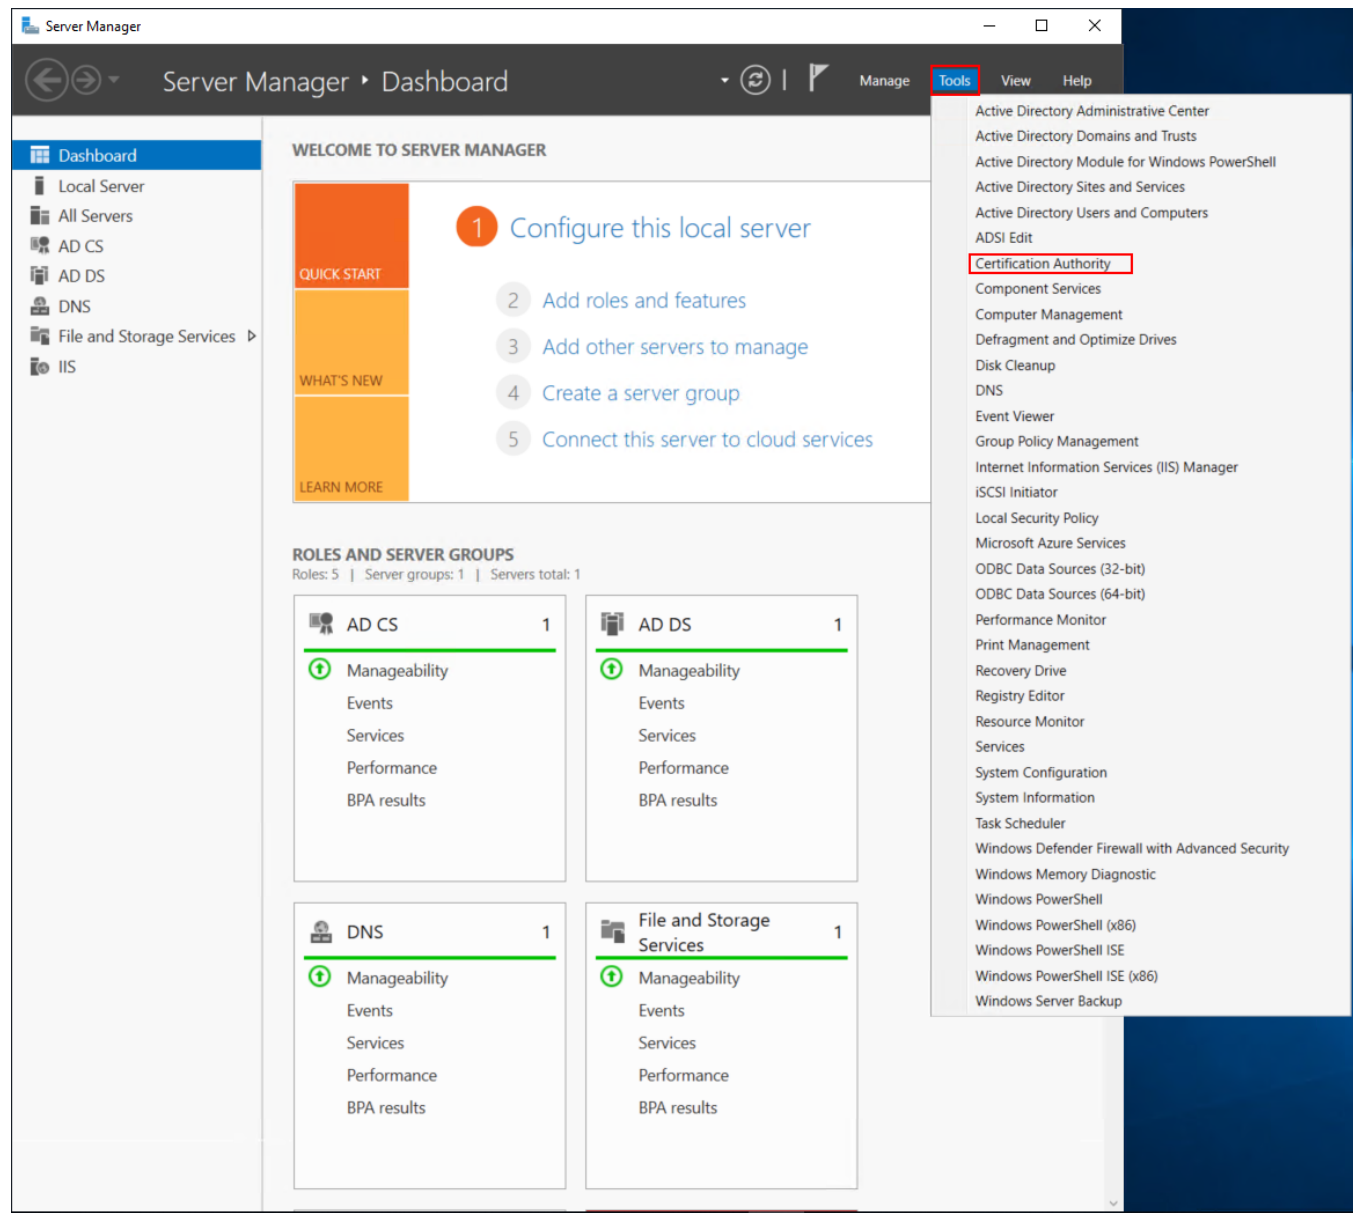 Server Manager
Server Manager ‣ Dashboard
Manage
Tools
View
Help
Dashboard
Local Server
All Servers
AD CS
AD DS
DNS
File and Storage Services
IIS
WELCOME TO SERVER MANAGER
QUICK START
WHAT'S NEW
LEARN MORE
1 Configure this local server
2 Add roles and features
3 Add other servers to manage
4 Create a server group
5 Connect this server to cloud services
ROLES AND SERVER GROUPS
Roles: 5 | Server groups: 1 | Servers total: 1
AD CS 1
Manageability
Events
Services
Performance
BPA results
AD DS 1
Manageability
Events
Services
Performance
BPA results
DNS 1
Manageability
Events
Services
Performance
BPA results
File and Storage
Services 1
Manageability
Events
Services
Performance
BPA results
Active Directory Administrative Center
Active Directory Domains and Trusts
Active Directory Module for Windows PowerShell
Active Directory Sites and Services
Active Directory Users and Computers
ADSI Edit
Certification Authority
Component Services
Computer Management
Defragment and Optimize Drives
Disk Cleanup
DNS
Event Viewer
Group Policy Management
Internet Information Services (IIS) Manager
iSCSI Initiator
Local Security Policy
Microsoft Azure Services
ODBC Data Sources (32-bit)
ODBC Data Sources (64-bit)
Performance Monitor
Print Management
Recovery Drive
Registry Editor
Resource Monitor
Services
System Configuration
System Information
Task Scheduler
Windows Defender Firewall with Advanced Security
Windows Memory Diagnostic
Windows PowerShell
Windows PowerShell (x86)
Windows PowerShell ISE
Windows PowerShell ISE (x86)
Windows Server Backup